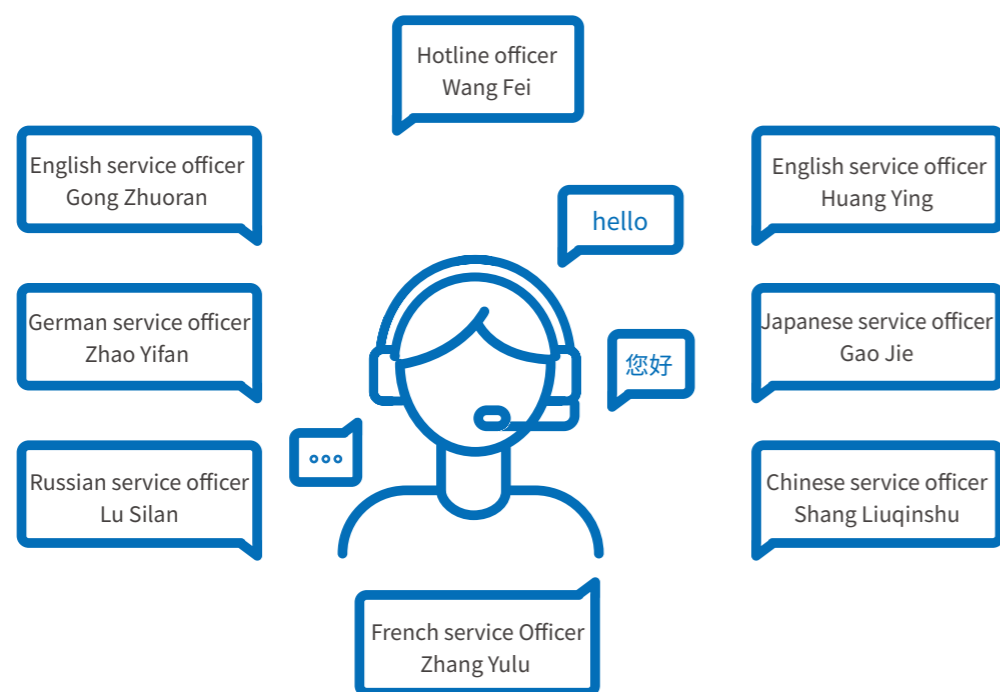 Hotline officer
Wang Fei
English service officer
Gong Zhuoran
English service officer
Huang Ying
hello
German service officer
Zhao Yifan
Japanese service officer
Gao Jie
您好
Russian service officer
Lu Silan
Chinese service officer
Shang Liuqinshu
French service Officer
Zhang Yulu